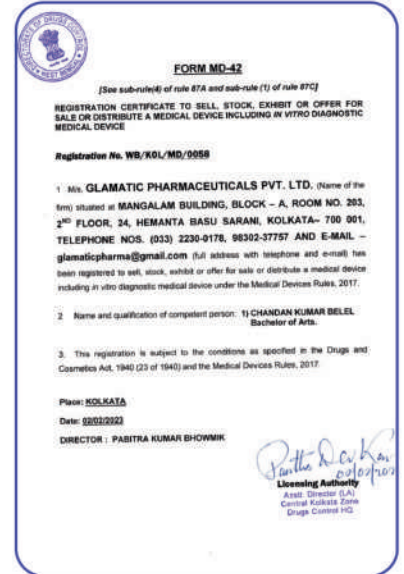 DIRECTORATE OF DRUGS CONTROL
WEST BENGAL
FORM MD-42
[See sub-rule(4) of rule 87A and sub-rule (1) of rule 87C]
REGISTRATION CERTIFICATE TO SELL, STOCK, EXHIBIT OR OFFER FOR
SALE OR DISTRIBUTE A MEDICAL DEVICE INCLUDING IN VITRO DIAGNOSTIC
MEDICAL DEVICE
Registration No. WB/KOL/MD/0058
1 M/s. GLAMATIC PHARMACEUTICALS PVT. LTD. (Name of the
firm) situated at MANGALAM BUILDING, BLOCK – A, ROOM NO. 203,
2ND FLOOR, 24, HEMANTA BASU SARANI, KOLKATA– 700 001,
TELEPHONE NOS. (033) 2230-0178, 98302-37757 AND E-MAIL –
glamaticpharma@gmail.com (full address with telephone and e-mail) has
been registered to sell, stock, exhibit or offer for sale or distribute a medical device
including in vitro diagnostic medical device under the Medical Devices Rules, 2017.
2 Name and qualification of competent person: 1) CHANDAN KUMAR BELEL
Bachelor of Arts.
3. This registration is subject to the conditions as specified in the Drugs and
Cosmetics Act, 1940 (23 of 1940) and the Medical Devices Rules, 2017
Place: KOLKATA
Date: 02/02/2023
DIRECTOR : PABITRA KUMAR BHOWMIK
Licensing Authority
Asstt. Director (LA)
Central Kolkata Zone
Drugs Control HQ